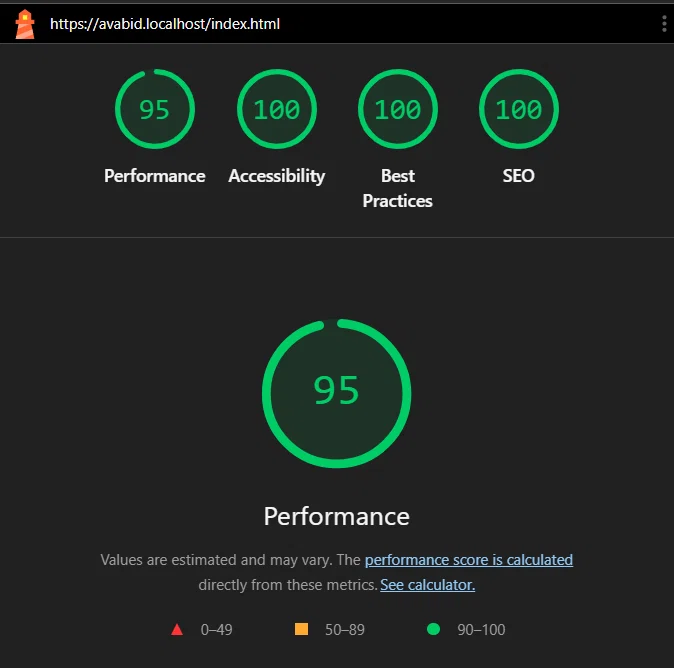 https://avabid.localhost/index.html
95
100
100
100
Performance
Accessibility
Best
Practices
SEO
95
Performance
Values are estimated and may vary. The performance score is calculated
directly from these metrics. See calculator.
0–49
50–89
90–100